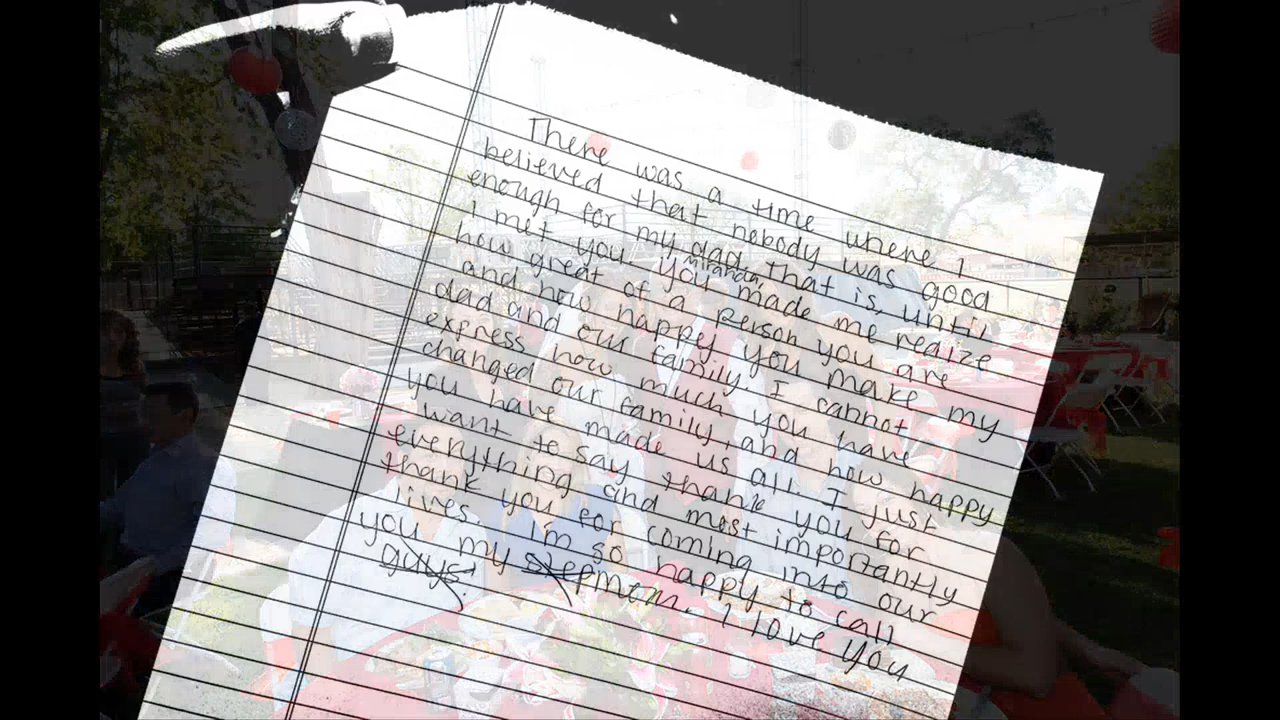 There was a time where I
believed that nobody was good
enough for my dad. That is, until
miranda,
I met you. You made me realize
how great of a person you are
and how happy you make my
dad and our family. I cannot
express how much you have
changed our family, and how happy
you have made us all. I just
want to say thank you for
everything and most importantly
thank you for coming into our
lives. I'm so happy to call
you my stepmom. I love you
guys!